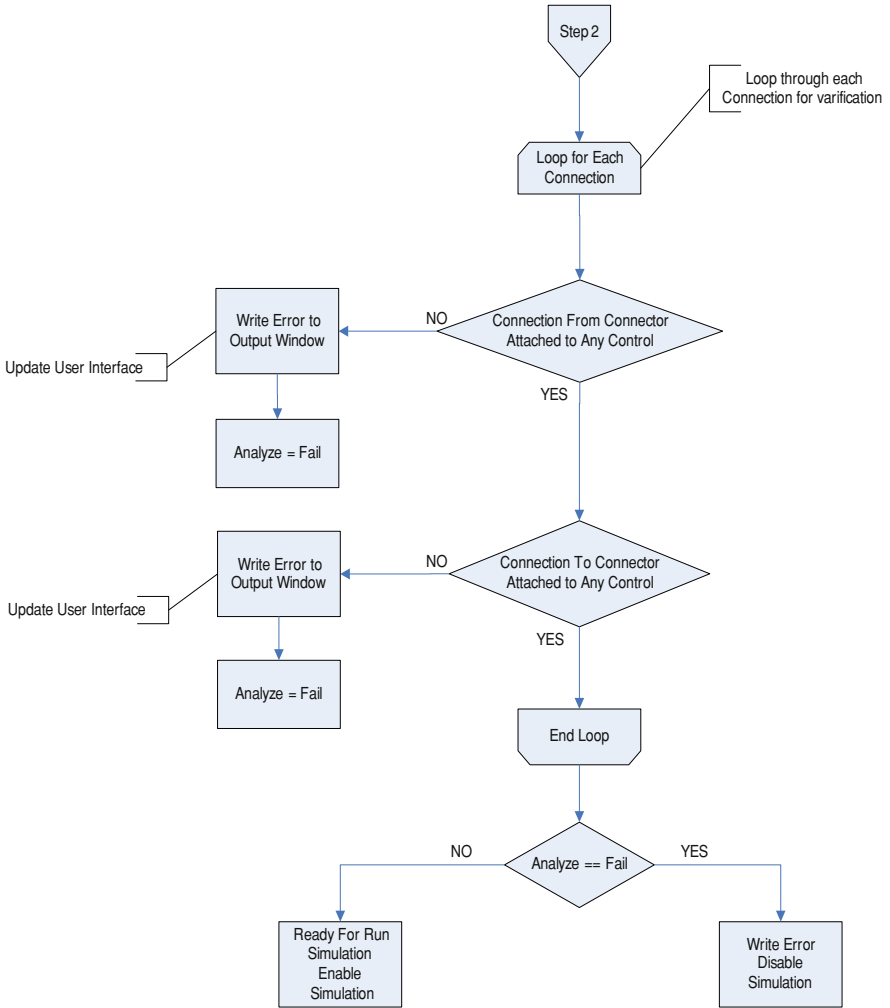 Step 2
Loop through each
Connection for varification
Loop for Each
Connection
Write Error to
Output Window
NO
Connection From Connector
Attached to Any Control
Update User Interface
YES
Analyze = Fail
Write Error to
Output Window
NO
Connection To Connector
Attached to Any Control
Update User Interface
YES
Analyze = Fail
End Loop
NO
Analyze == Fail
YES
Ready For Run
Simulation
Enable
Simulation
Write Error
Disable
Simulation